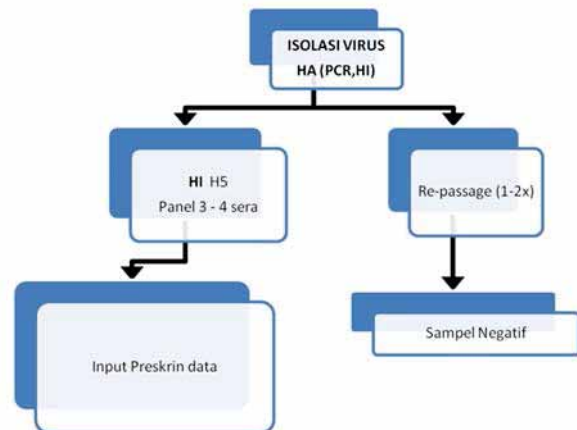 ISOLASI VIRUS
HA (PCR,HI)
HI H5
Panel 3 - 4 sera
Re-passage (1-2x)
Input Preskrin data
Sampel Negatif